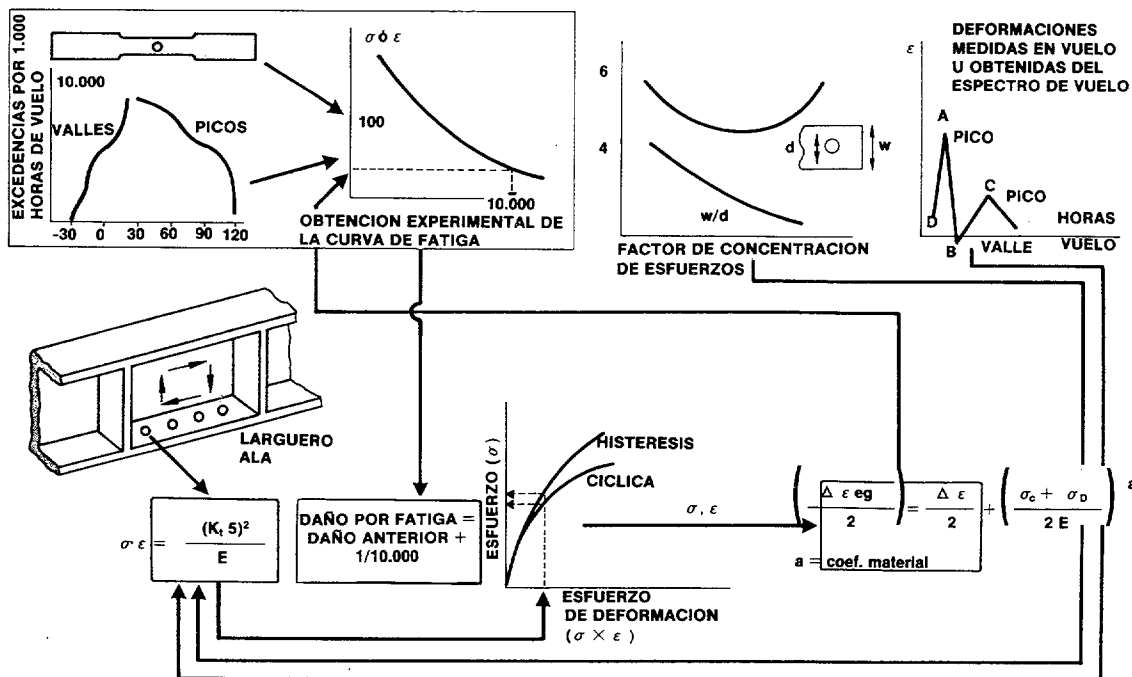 EXCEDENCIAS POR 1.000
HORAS DE VUELO
10.000
VALLES
PICOS
-30 0 30 60 90 120
σ ó ε
100
10.000
OBTENCION EXPERIMENTAL DE
LA CURVA DE FATIGA
6
4
d
w
w/d
FACTOR DE CONCENTRACION
DE ESFUERZOS
DEFORMACIONES
MEDIDAS EN VUELO
U OBTENIDAS DEL
ESPECTRO DE VUELO
ε
A
PICO
C
PICO
D
B
VALLE
HORAS
VUELO
LARGUERO
ALA
σ ε = (Kt 5)² / E
DAÑO POR FATIGA =
DAÑO ANTERIOR +
1/10.000
ESFUERZO (σ)
HISTERESIS
CICLICA
ESFUERZO
DE DEFORMACION
(σ × ε)
σ, ε
(Δ ε eg / 2) = Δ ε / 2 + (σc + σD / 2 E) a
a = coef. material